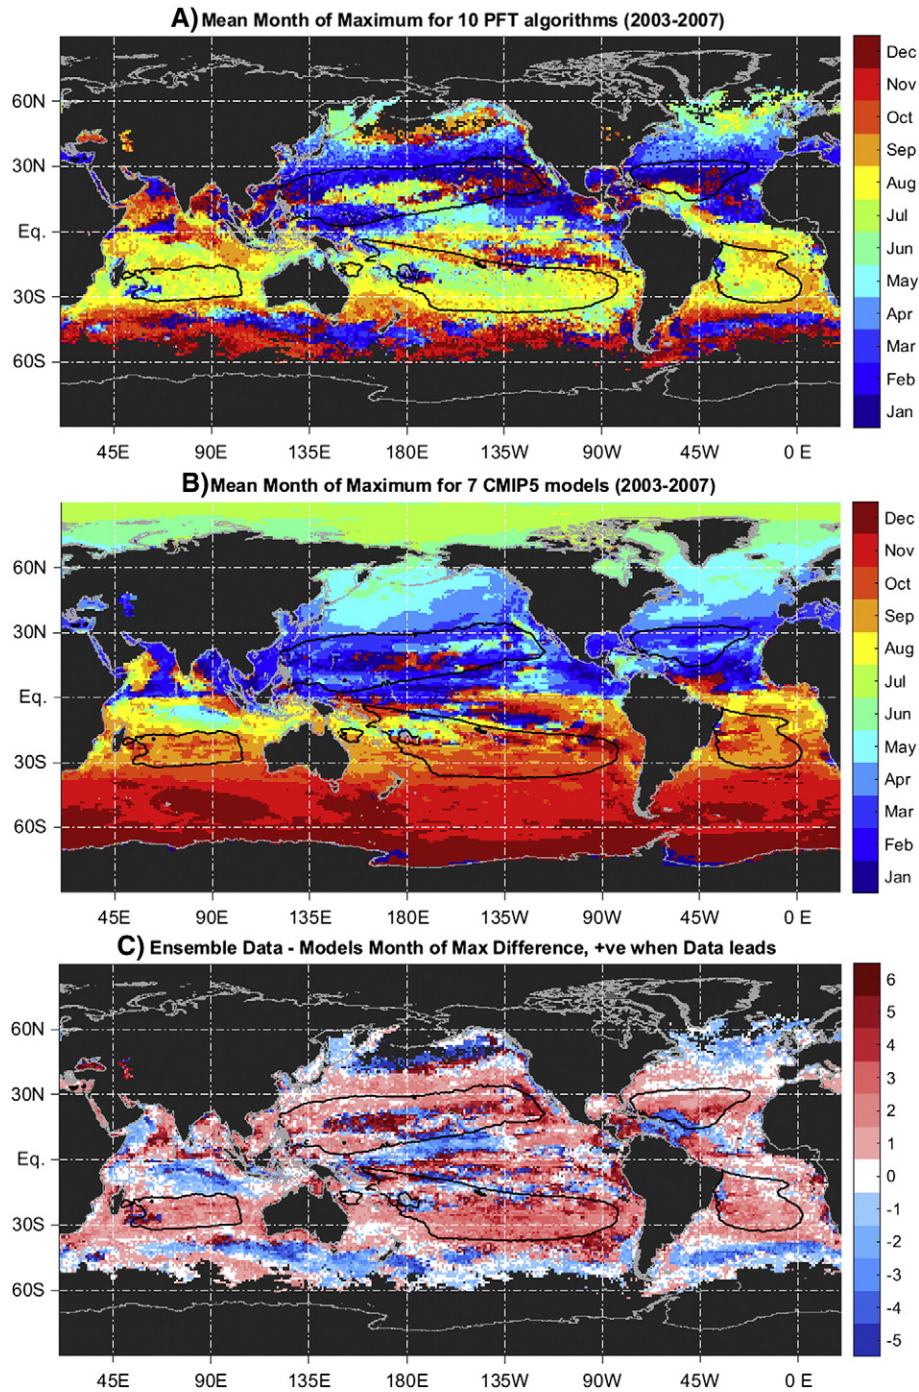 A) Mean Month of Maximum for 10 PFT algorithms (2003-2007)
60N
30N
Eq.
30S
60S
45E 90E 135E 180E 135W 90W 45W 0 E
Dec
Nov
Oct
Sep
Aug
Jul
Jun
May
Apr
Mar
Feb
Jan
B) Mean Month of Maximum for 7 CMIP5 models (2003-2007)
60N
30N
Eq.
30S
60S
45E 90E 135E 180E 135W 90W 45W 0 E
Dec
Nov
Oct
Sep
Aug
Jul
Jun
May
Apr
Mar
Feb
Jan
C) Ensemble Data - Models Month of Max Difference, +ve when Data leads
60N
30N
Eq.
30S
60S
45E 90E 135E 180E 135W 90W 45W 0 E
6
5
4
3
2
1
0
-1
-2
-3
-4
-5